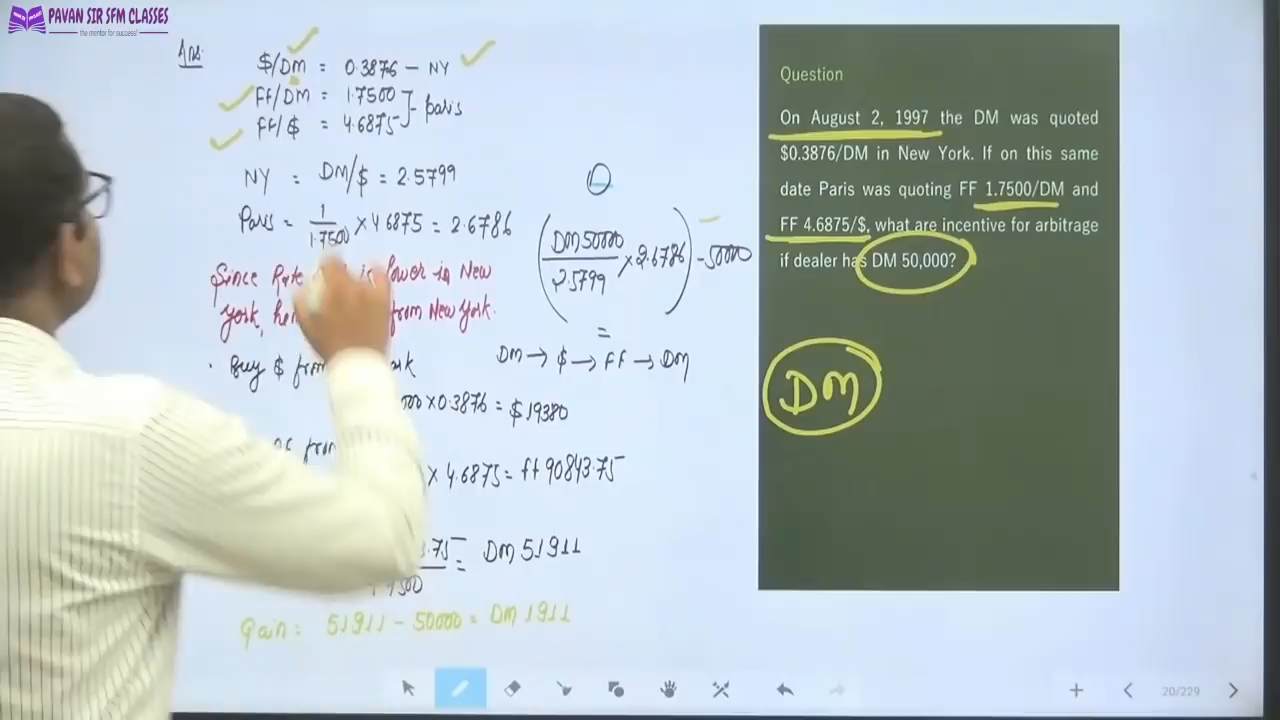 PAVAN SIR SFM CLASSES
the mentor for success!
Ans:
$/DM = 0.3876 – NY
FF/DM = 1.7500
FF/$ = 4.6875 ] - Paris
NY = DM/$ = 2.5799
Paris = 1/1.7500 × 4.6875 = 2.6786
Since Rate is lower in New
York, from New York.
Buy $ from
× 0.3876 = $ 19380
× 4.6875 = ff 90843.75
= DM 51911
Gain = 51911 – 50000 = DM 1911
(DM 50000/2.5799 × 2.6786) - 50000
=
DM → $ → FF → DM
Question
On August 2, 1997 the DM was quoted
$0.3876/DM in New York. If on this same
date Paris was quoting FF 1.7500/DM and
FF 4.6875/$, what are incentive for arbitrage
if dealer has DM 50,000?
DM
20/229